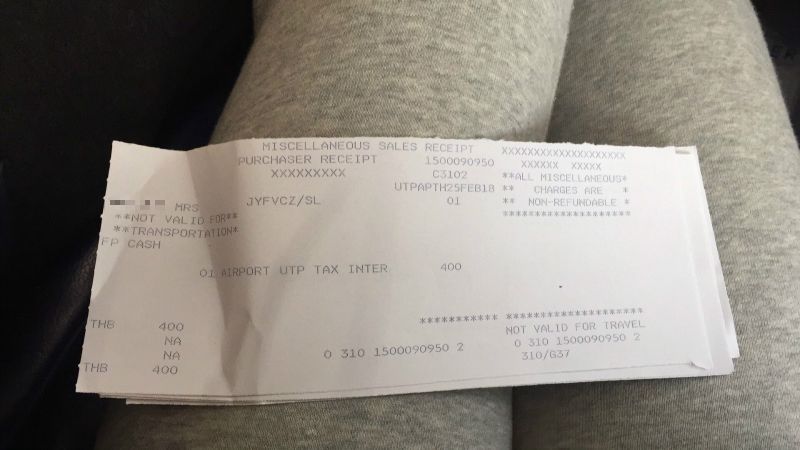 MISCELLANEOUS SALES RECEIPT XXXXXXXXXXXXXXXXXXXX
PURCHASER RECEIPT 1500090950 XXXXXX XXXXX
XXXXXXXXX C3102 **ALL MISCELLANEOUS*
UTPAPTH25FEB18 ** CHARGES ARE *
MRS JYFVCZ/SL 01 ** NON-REFUNDABLE *
**NOT VALID FOR** ********************
**TRANSPORTATION*
FP CASH
01 AIRPORT UTP TAX INTER 400
*********** ********************
THB 400 NOT VALID FOR TRAVEL
NA 0 310 1500090950 2 0 310 1500090950 2
NA 310/G37
THB 400